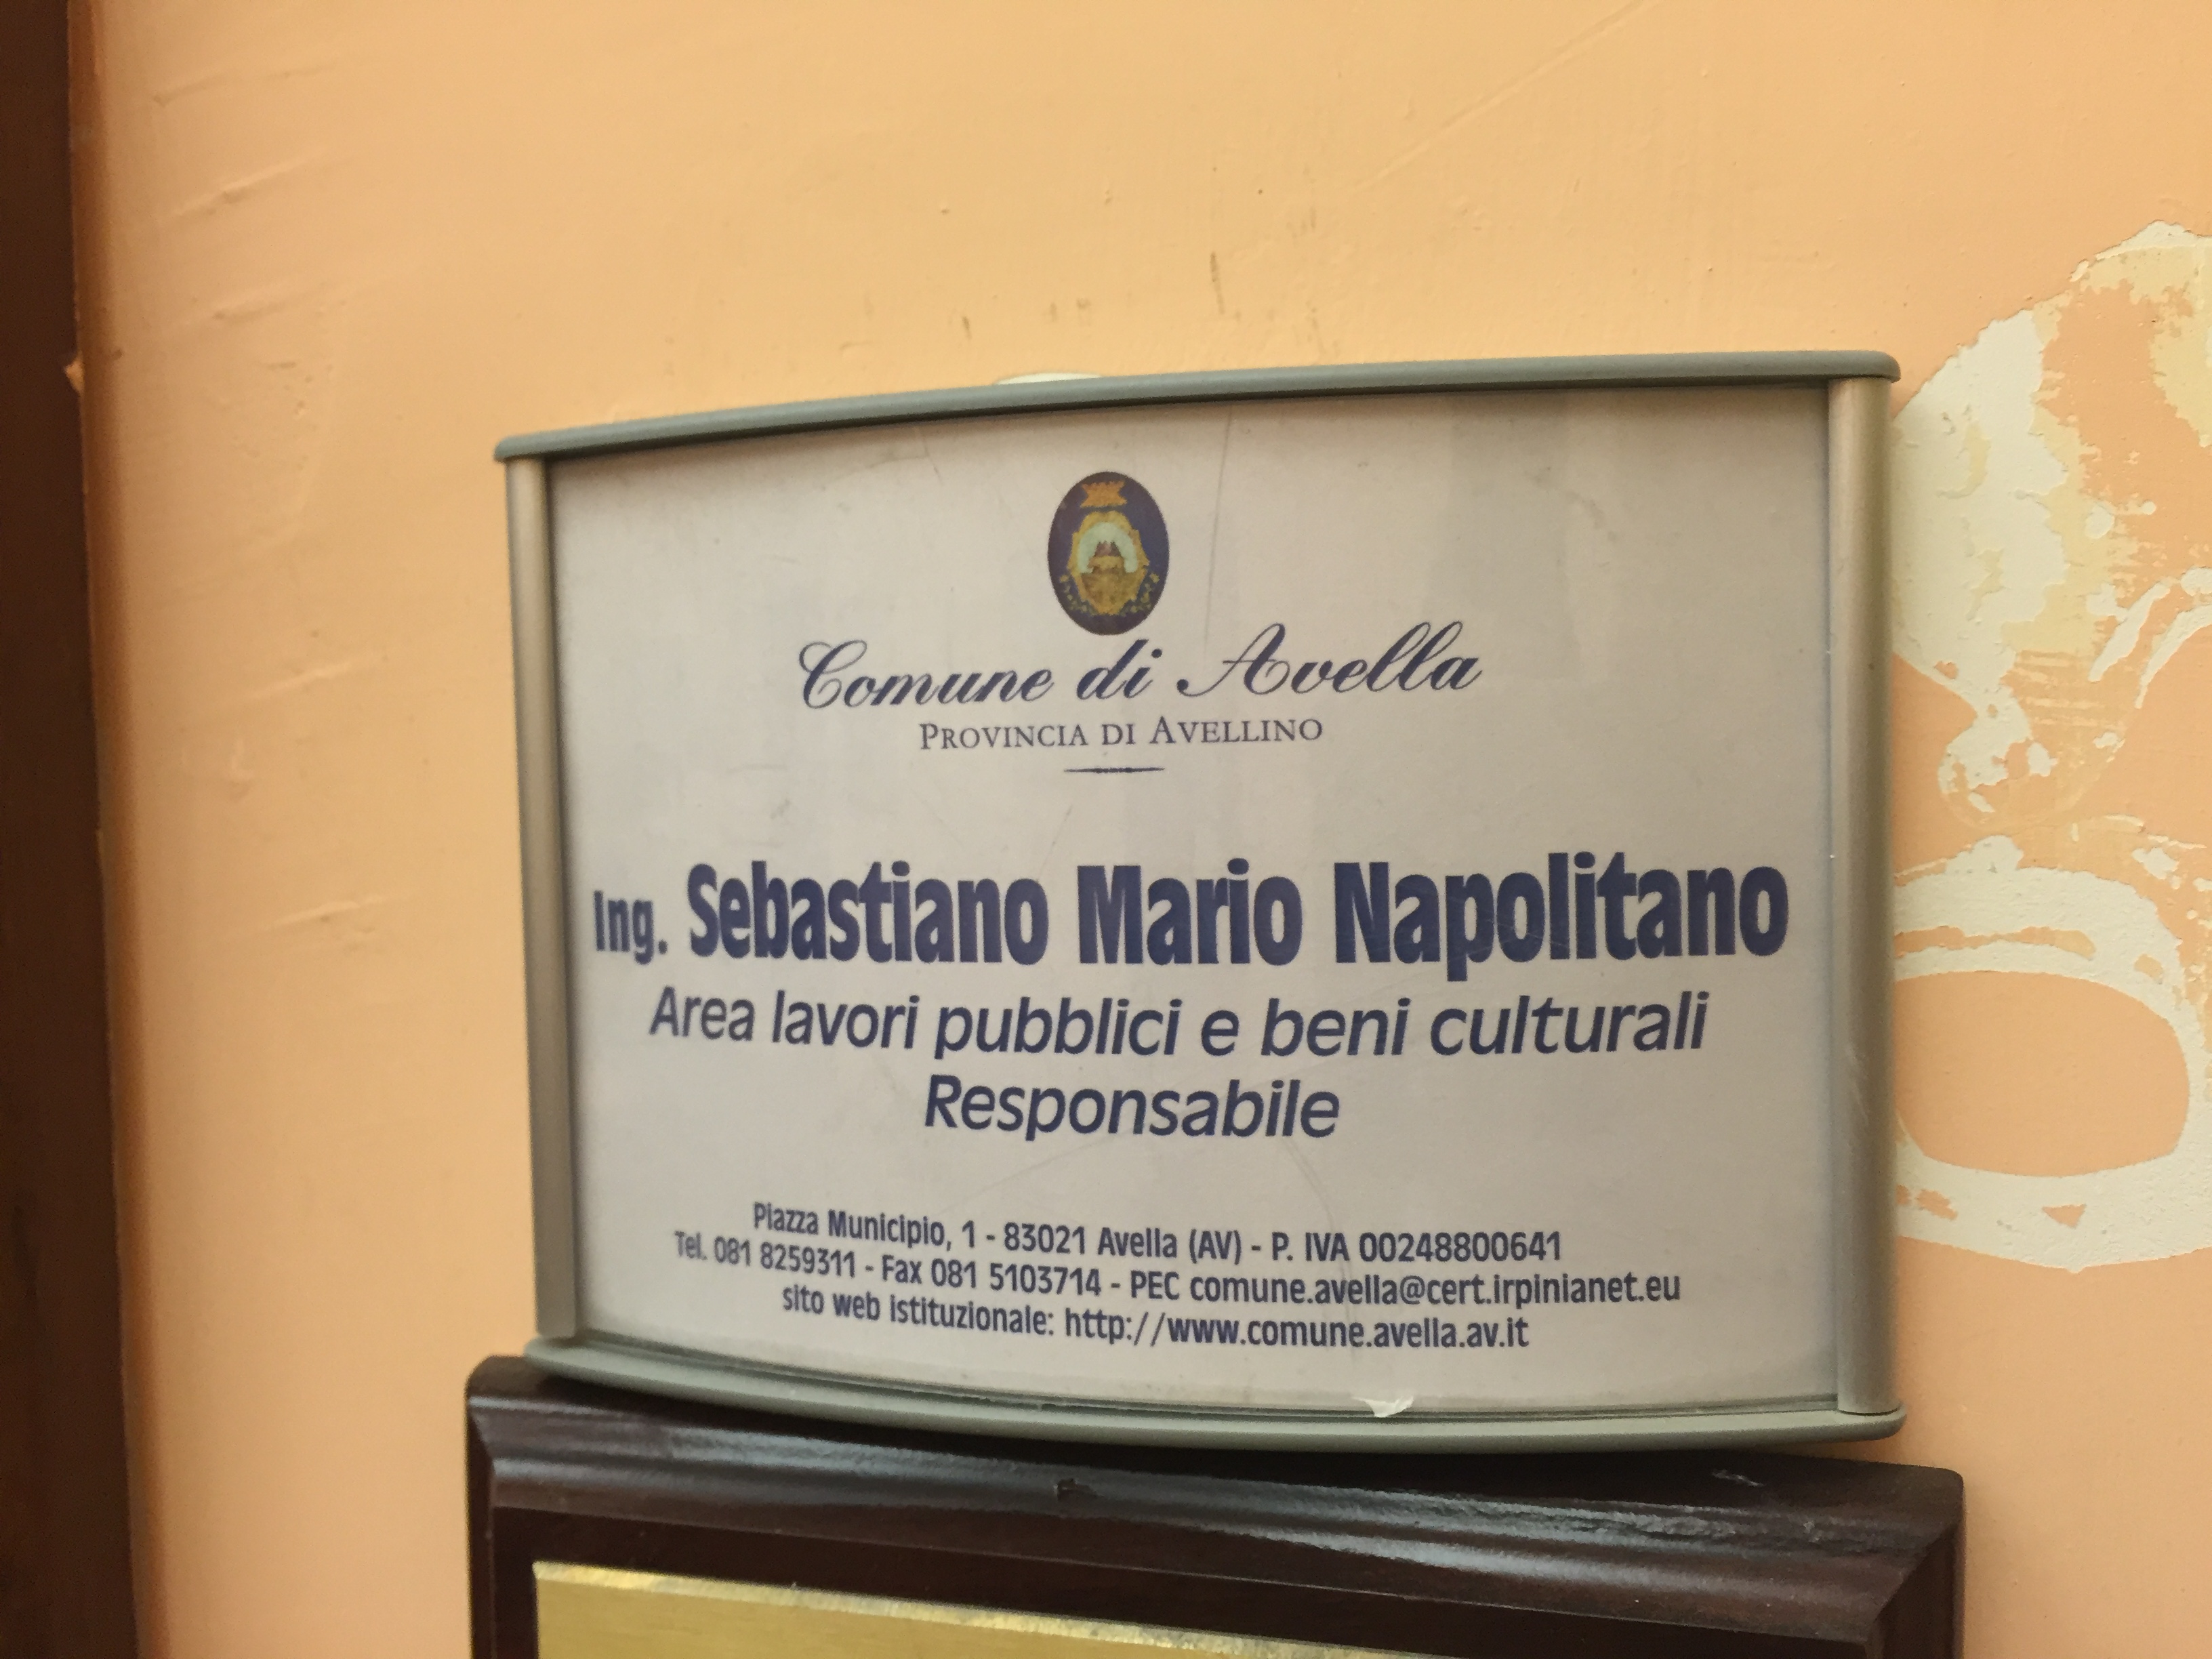 Comune di Avella
PROVINCIA DI AVELLINO
Ing. Sebastiano Mario Napolitano
Area lavori pubblici e beni culturali
Responsabile
Piazza Municipio, 1 - 83021 Avella (AV) - P. IVA 00248800641
Tel. 081 8259311 - Fax 081 5103714 - PEC comune.avella@cert.irpinianet.eu
sito web istituzionale: http://www.comune.avella.av.it